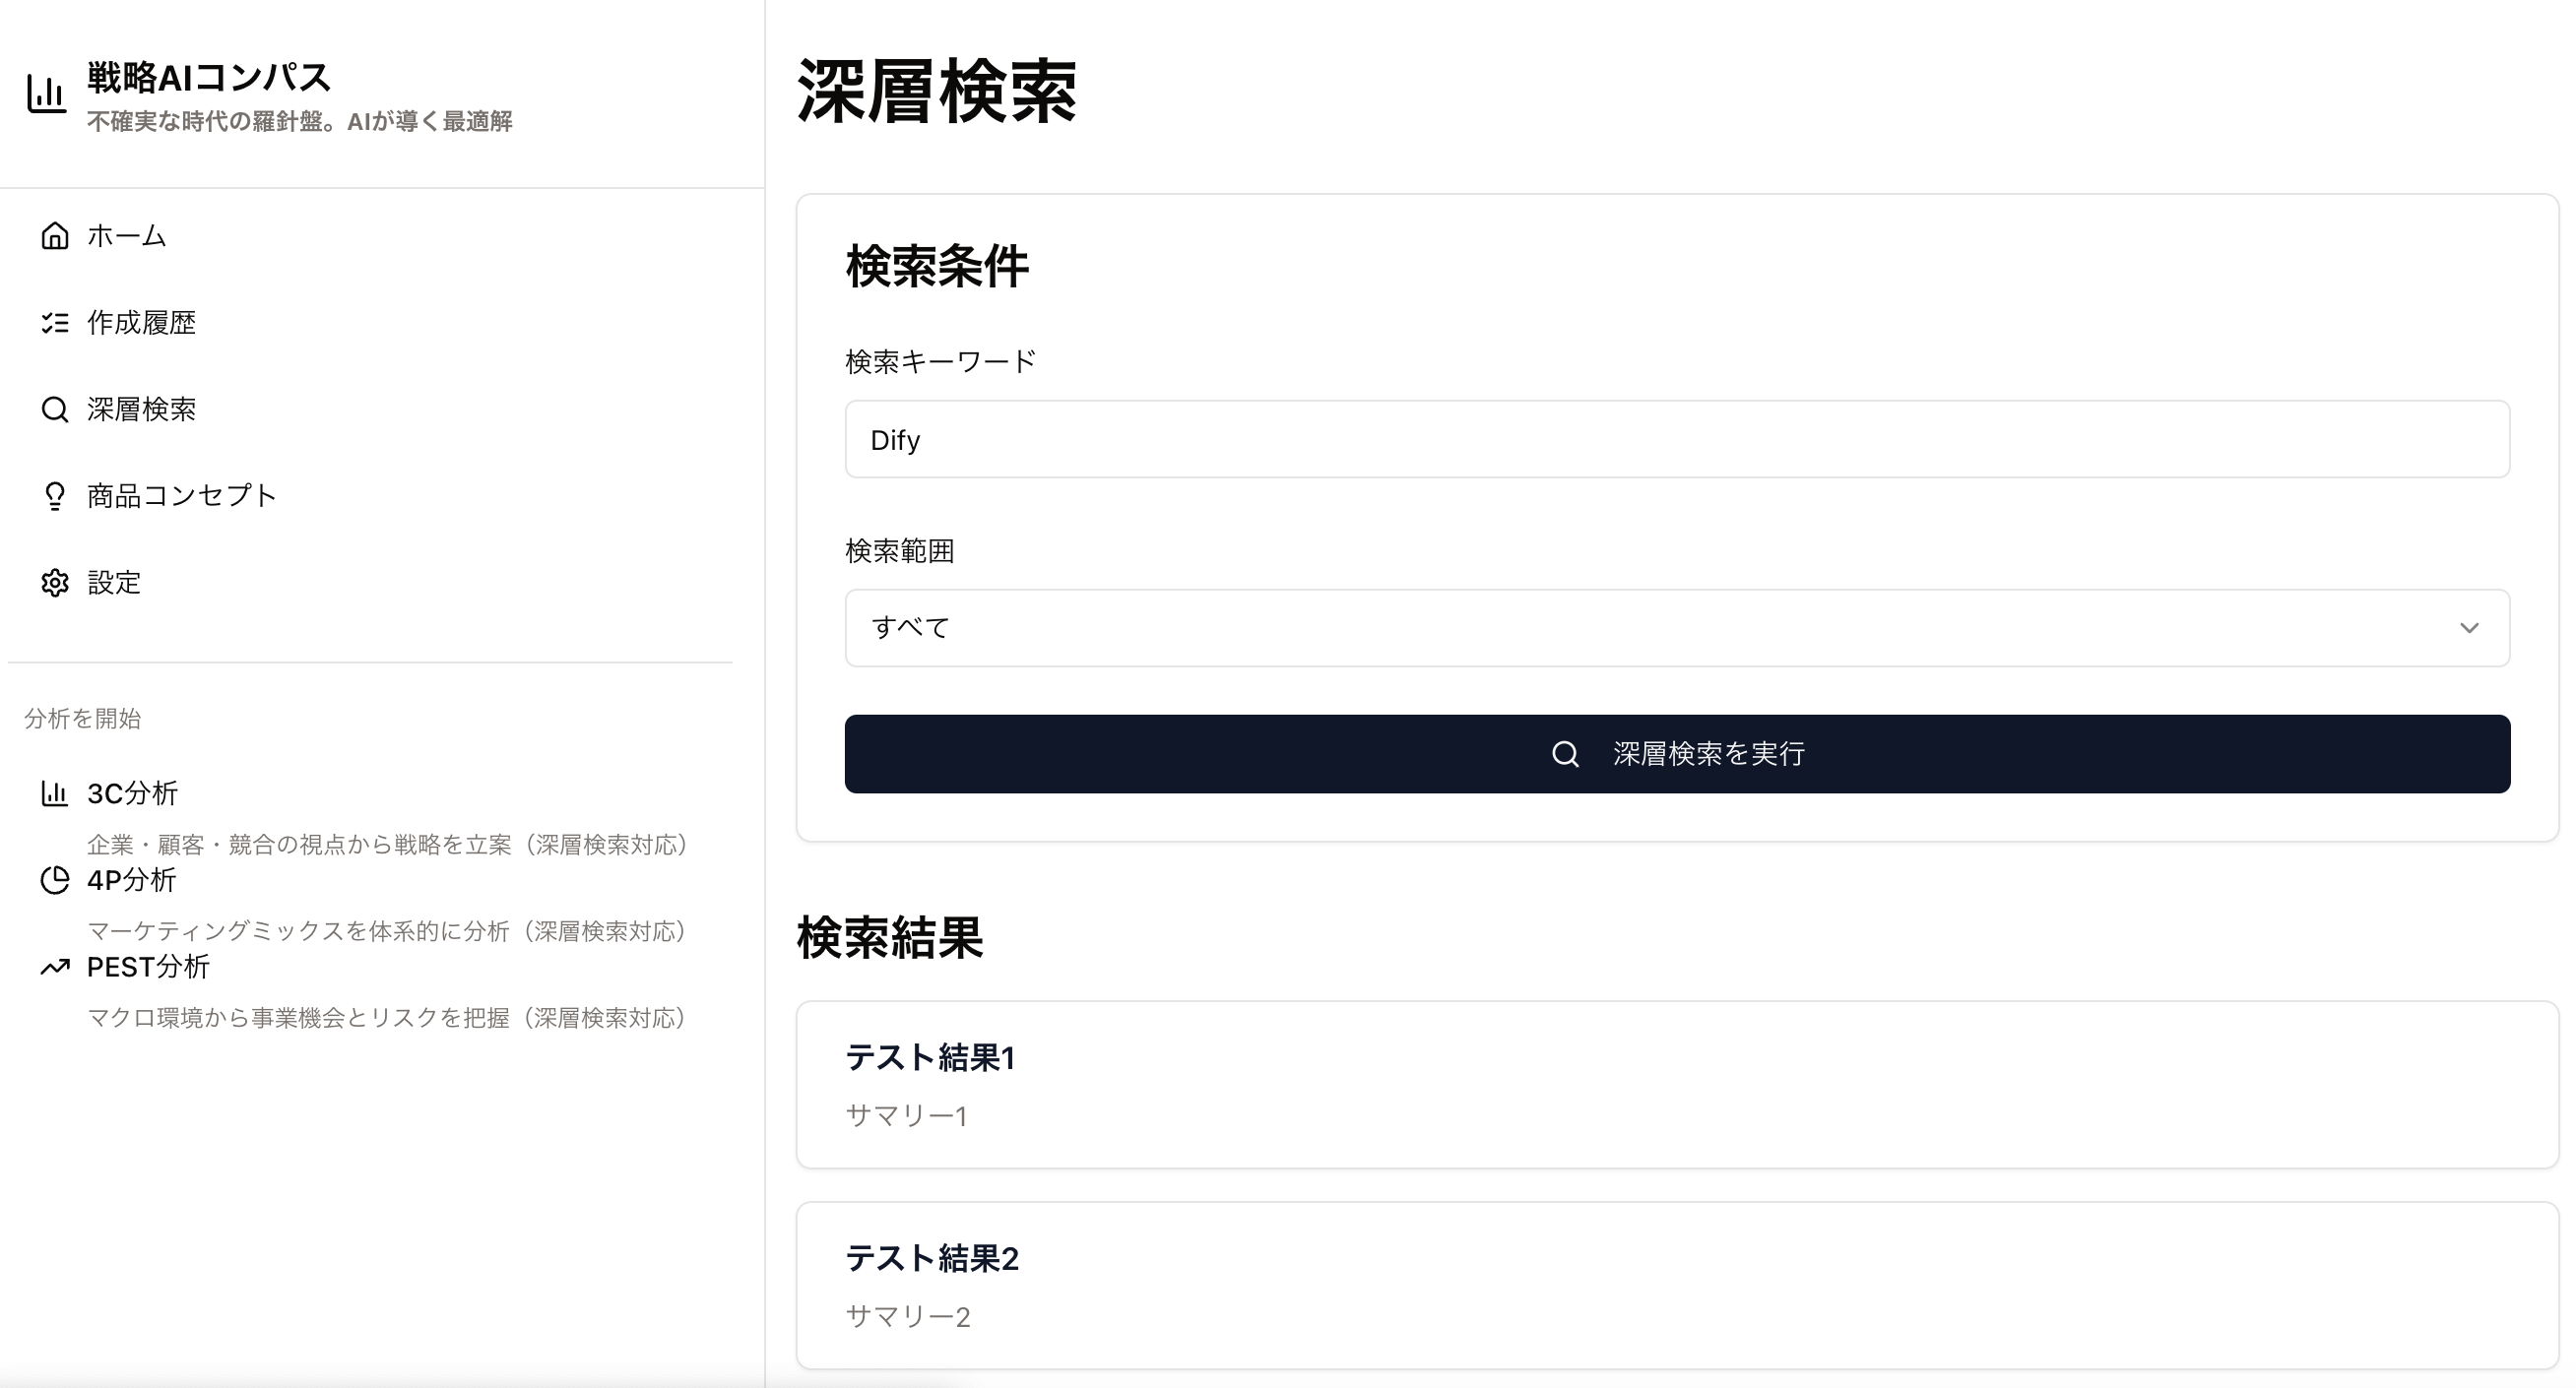 戦略AIコンパス
不確実な時代の羅針盤。AIが導く最適解
ホーム
作成履歴
深層検索
商品コンセプト
設定
分析を開始
3C分析
企業・顧客・競合の視点から戦略を立案（深層検索対応）
4P分析
マーケティングミックスを体系的に分析（深層検索対応）
PEST分析
マクロ環境から事業機会とリスクを把握（深層検索対応）
深層検索
検索条件
検索キーワード
Dify
検索範囲
すべて
深層検索を実行
検索結果
テスト結果1
サマリー1
テスト結果2
サマリー2